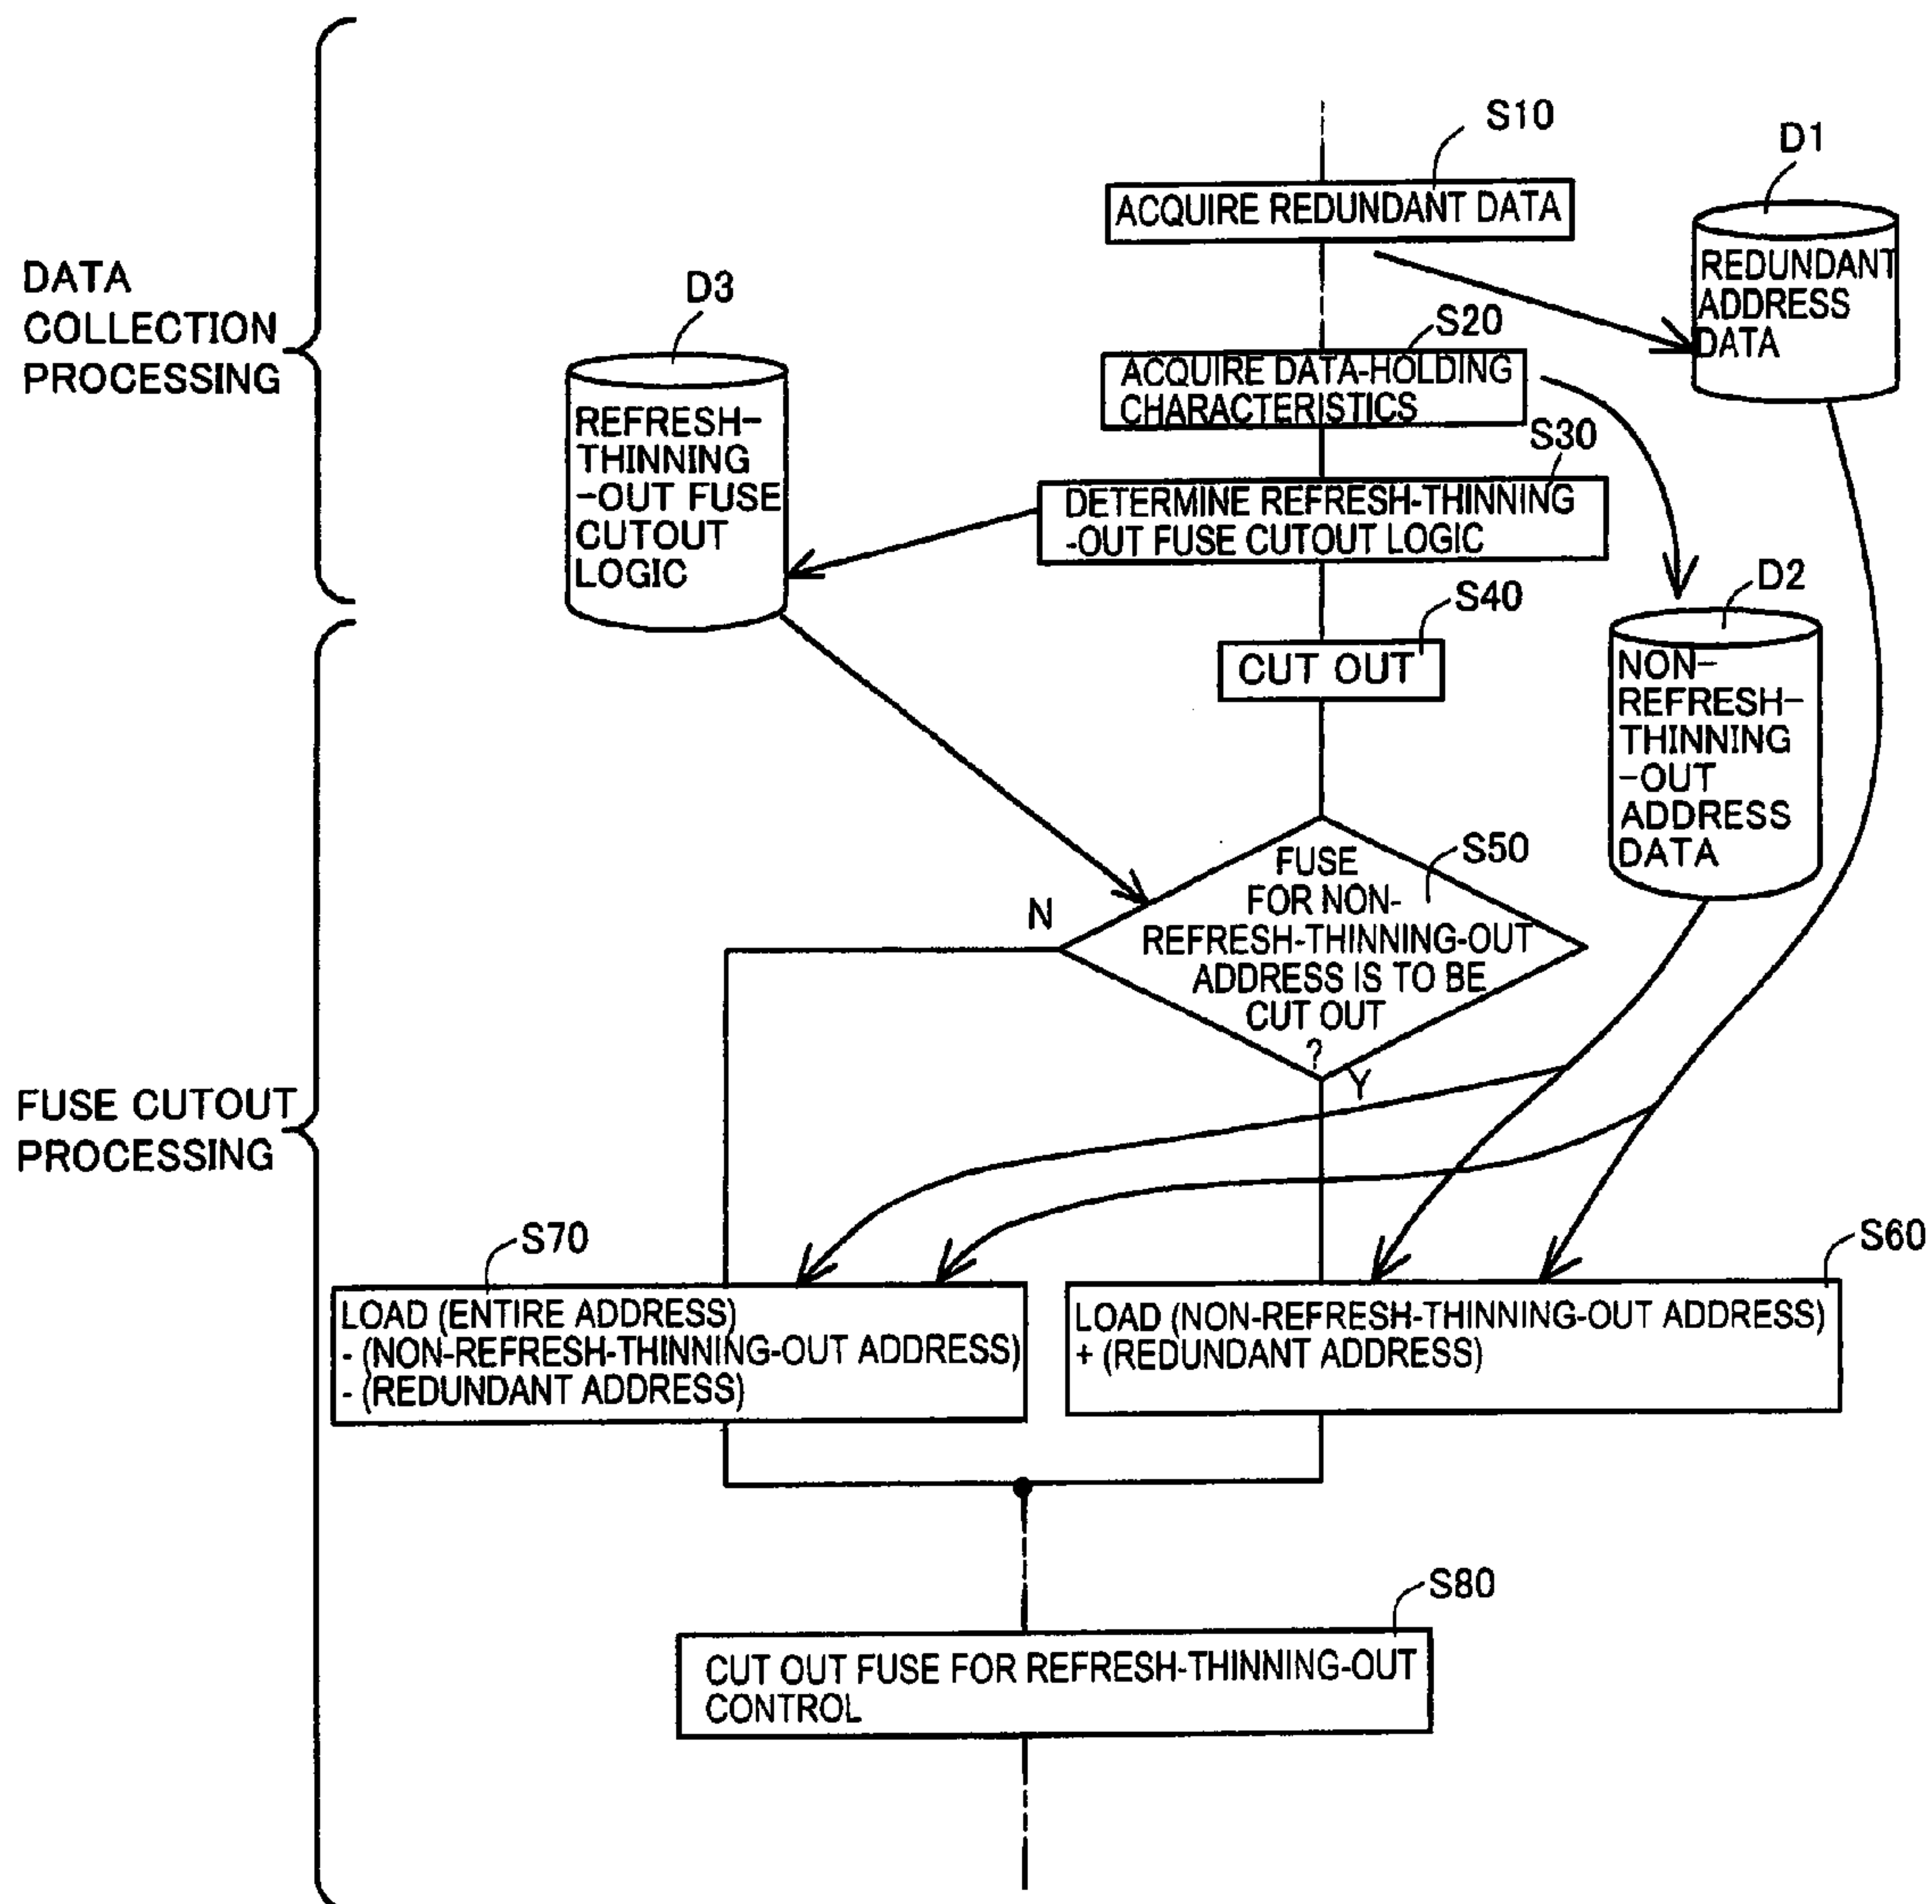 S10
D1
ACQUIRE REDUNDANT DATA
REDUNDANT
ADDRESS
DATA
DATA
COLLECTION
PROCESSING
D3
REFRESH-
THINNING
-OUT FUSE
CUTOUT
LOGIC
S20
ACQUIRE DATA-HOLDING
CHARACTERISTICS
S30
DETERMINE REFRESH-THINNING
-OUT FUSE CUTOUT LOGIC
D2
NON-
REFRESH-
THINNING
-OUT
ADDRESS
DATA
S40
CUT OUT
S50
FUSE
FOR NON-
REFRESH-THINNING-OUT
ADDRESS IS TO BE
CUT OUT
?
N
Y
FUSE CUTOUT
PROCESSING
S70
LOAD (ENTIRE ADDRESS)
- (NON-REFRESH-THINNING-OUT ADDRESS)
- (REDUNDANT ADDRESS)
S60
LOAD (NON-REFRESH-THINNING-OUT ADDRESS)
+ (REDUNDANT ADDRESS)
S80
CUT OUT FUSE FOR REFRESH-THINNING-OUT
CONTROL